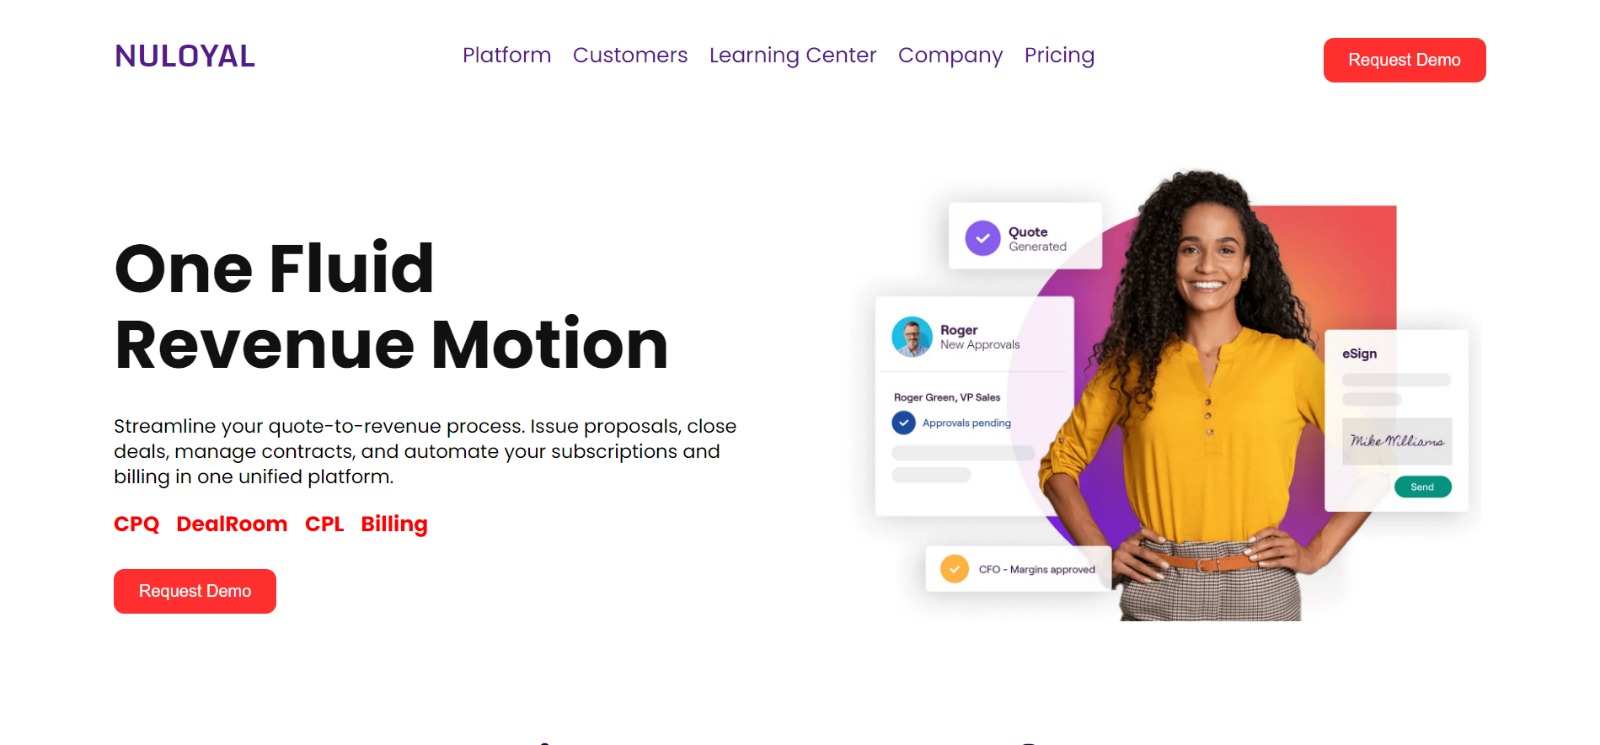 NULOYAL
Platform Customers Learning Center Company Pricing
Request Demo
One Fluid
Revenue Motion
Streamline your quote-to-revenue process. Issue proposals, close
deals, manage contracts, and automate your subscriptions and
billing in one unified platform.
CPQ DealRoom CPL Billing
Request Demo
Quote
Generated
Roger
New Approvals
Roger Green, VP Sales
Approvals pending
CFO - Margins approved
eSign
Mike Williams
Send